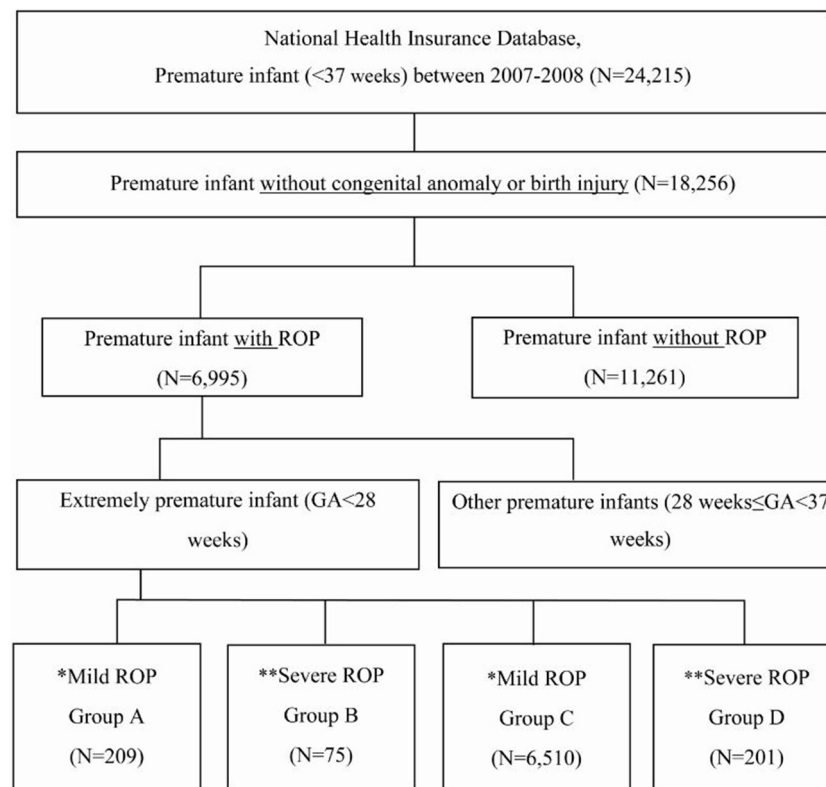 National Health Insurance Database,
Premature infant (<37 weeks) between 2007-2008 (N=24,215)
Premature infant without congenital anomaly or birth injury (N=18,256)
Premature infant with ROP
(N=6,995)
Premature infant without ROP
(N=11,261)
Extremely premature infant (GA<28
weeks)
Other premature infants (28 weeks≤GA<37
weeks)
*Mild ROP
Group A
(N=209)
**Severe ROP
Group B
(N=75)
*Mild ROP
Group C
(N=6,510)
**Severe ROP
Group D
(N=201)